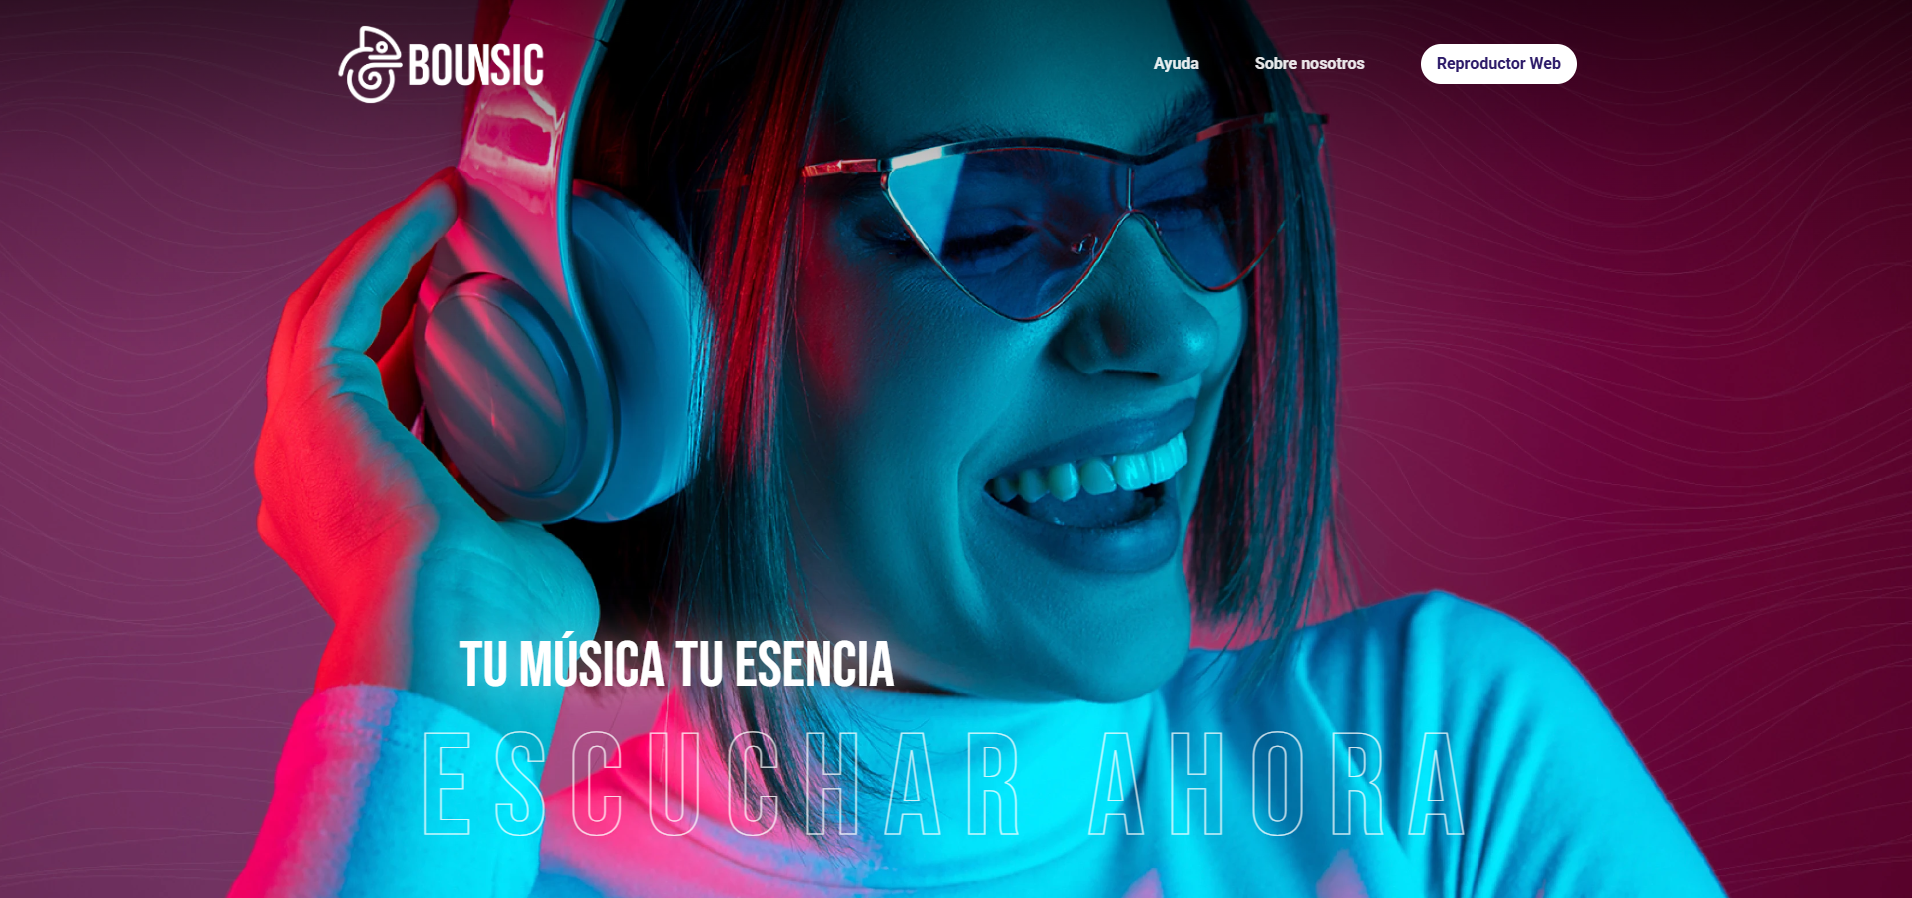 BOUNSIC
Ayuda
Sobre nosotros
Reproductor Web
TU MÚSICA TU ESENCIA
ESCUCHAR AHORA